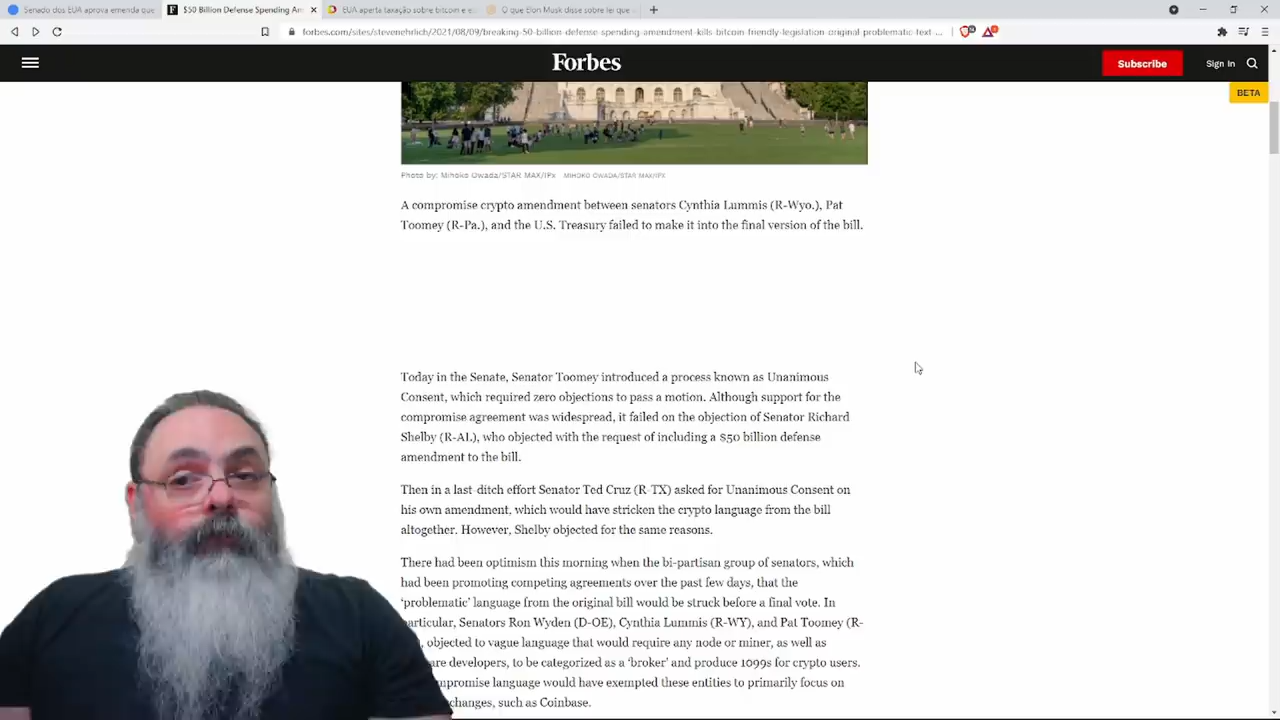 Senado dos EUA aprova emenda que
$50 Billion Defense Spending Am
EUA aperta taxação sobre bitcoin e
O que Elon Musk disse sobre lei que
forbes.com/sites/stevenehrlich/2021/08/09/breaking-50-billion-defense-spending-amendment-kills-bitcoin-friendly-legislation-original-problematic-text-...
Forbes
Subscribe
Sign In
BETA
Photo by: Mihoko Owada/STAR MAX/IPx MIHOKO OWADA/STAR MAX/IPX
A compromise crypto amendment between senators Cynthia Lummis (R-Wyo.), Pat
Toomey (R-Pa.), and the U.S. Treasury failed to make it into the final version of the bill.
Today in the Senate, Senator Toomey introduced a process known as Unanimous
Consent, which required zero objections to pass a motion. Although support for the
compromise agreement was widespread, it failed on the objection of Senator Richard
Shelby (R-AL), who objected with the request of including a $50 billion defense
amendment to the bill.
Then in a last-ditch effort Senator Ted Cruz (R-TX) asked for Unanimous Consent on
his own amendment, which would have stricken the crypto language from the bill
altogether. However, Shelby objected for the same reasons.
There had been optimism this morning when the bi-partisan group of senators, which
had been promoting competing agreements over the past few days, that the
‘problematic’ language from the original bill would be struck before a final vote. In
particular, Senators Ron Wyden (D-OE), Cynthia Lummis (R-WY), and Pat Toomey (R-
, objected to vague language that would require any node or miner, as well as
are developers, to be categorized as a ‘broker’ and produce 1099s for crypto users.
mpromise language would have exempted these entities to primarily focus on
changes, such as Coinbase.